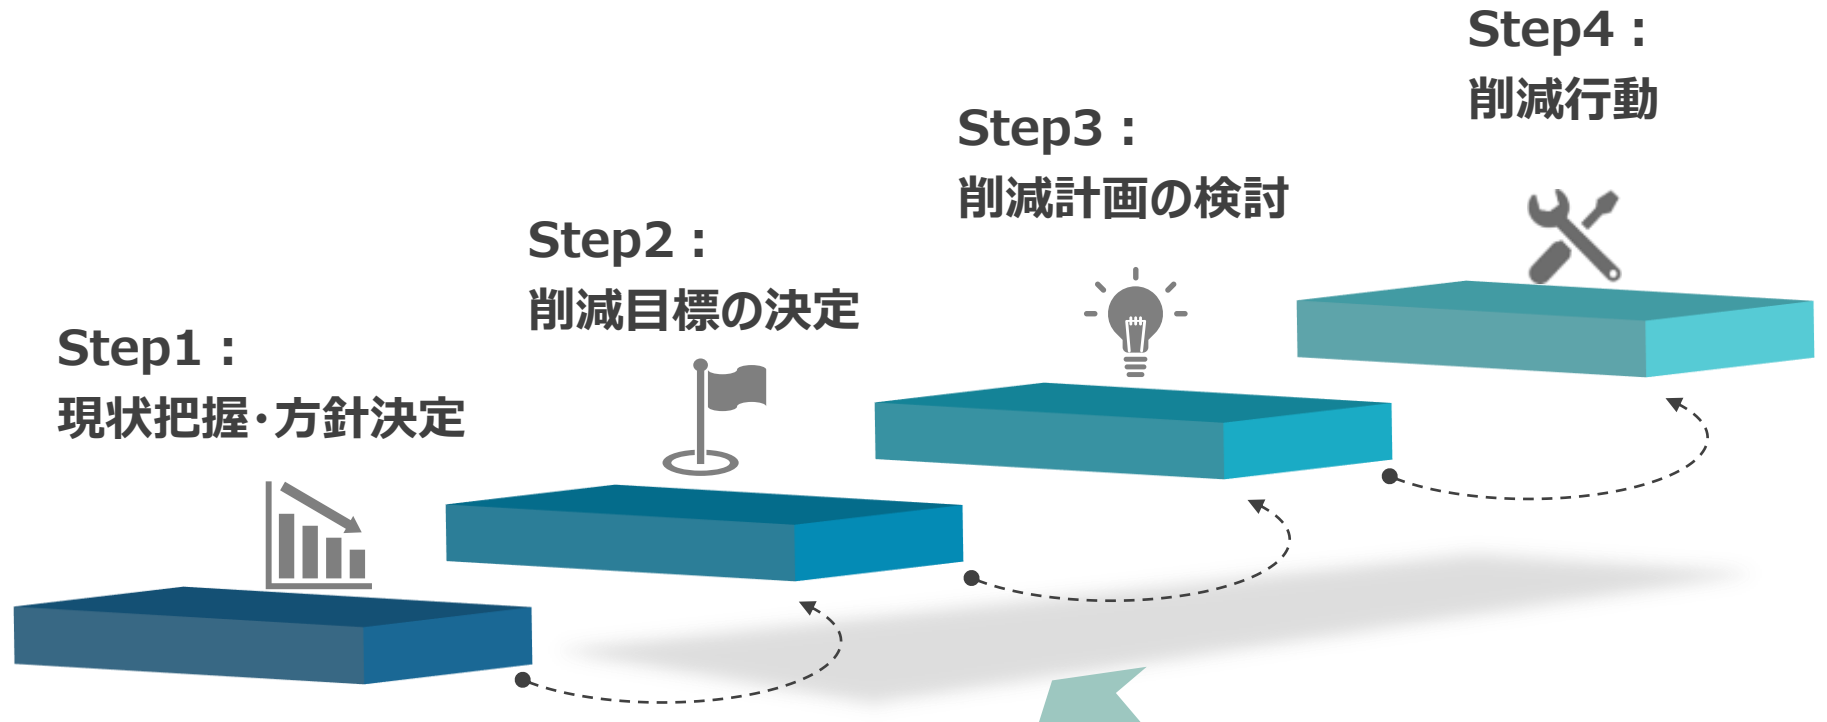 Step1：
現状把握･方針決定
Step2：
削減目標の決定
Step3：
削減計画の検討
Step4：
削減行動